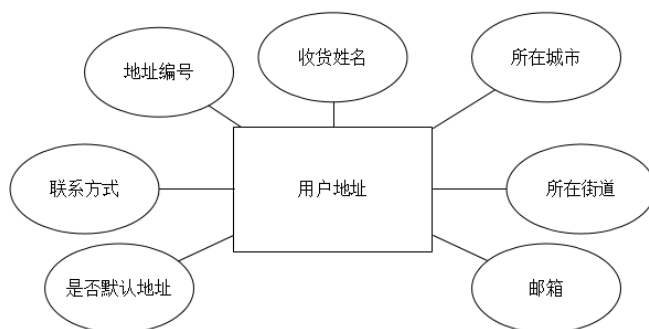 收货姓名
所在城市
地址编号
联系方式
用户地址
所在街道
是否默认地址
邮箱